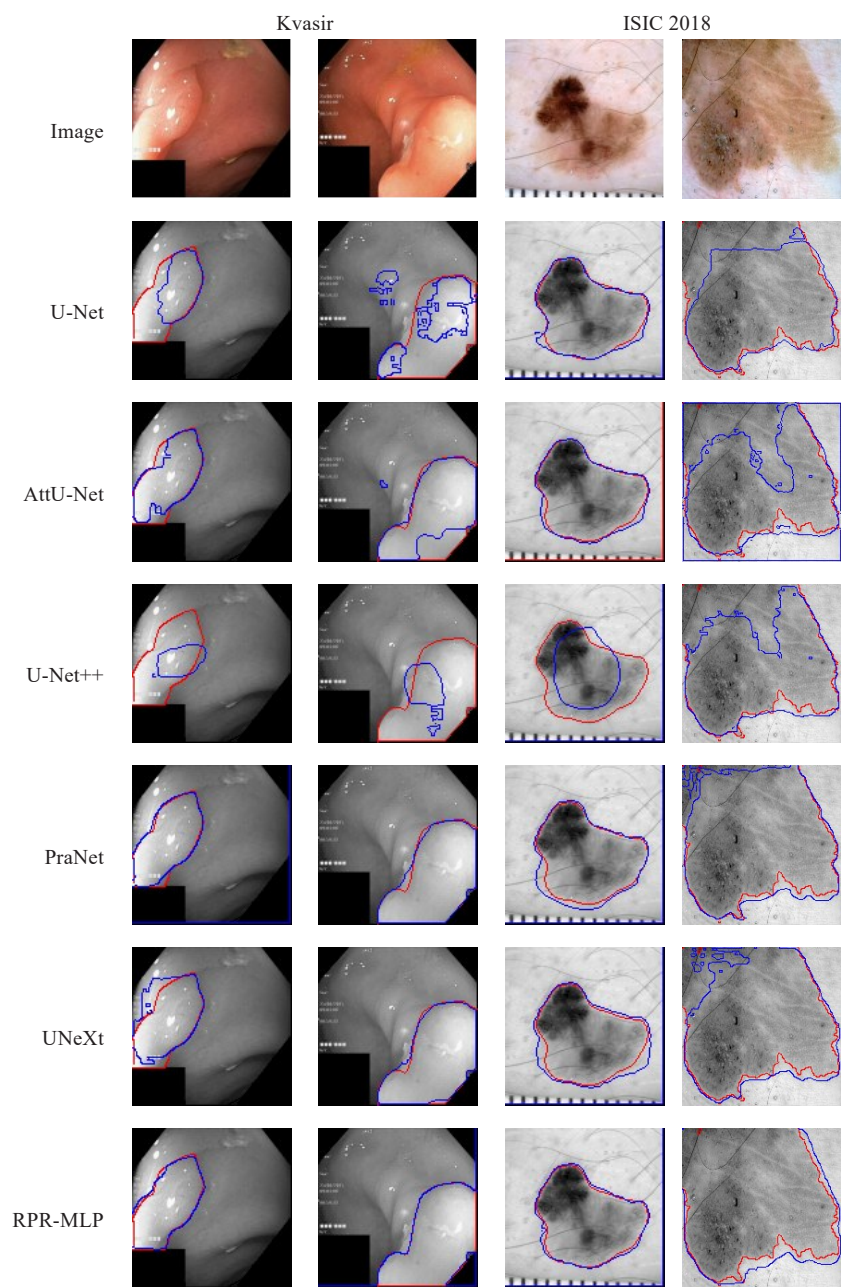 Kvasir ISIC 2018
Image
U-Net
AttU-Net
U-Net++
PraNet
UNeXt
RPR-MLP